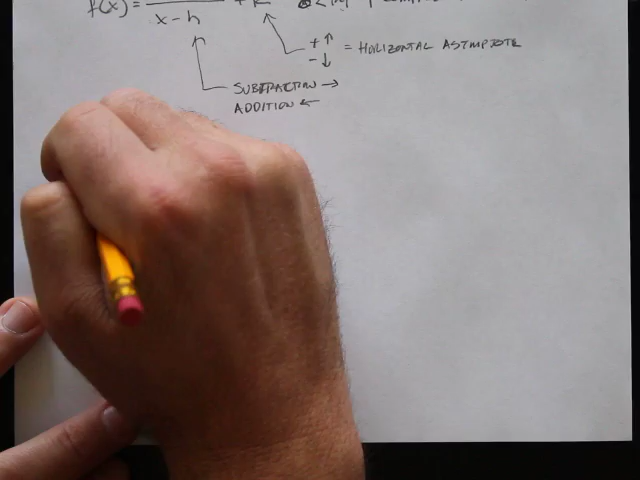 f(x) = + k
x-h
+ ↑ = HORIZONTAL ASYMPTOTE
- ↓
SUBTRACTION →
ADDITION ←